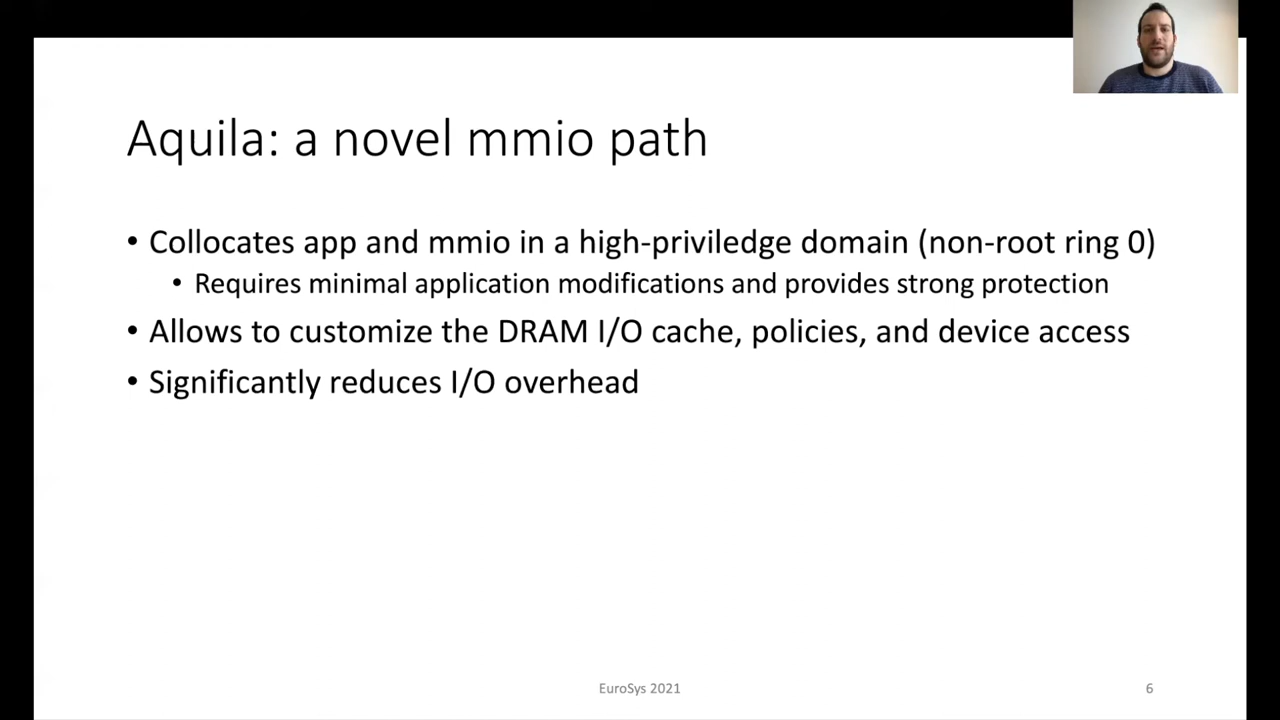 Aquila: a novel mmio path
• Collocates app and mmio in a high-priviledge domain (non-root ring 0)
• Requires minimal application modifications and provides strong protection
• Allows to customize the DRAM I/O cache, policies, and device access
• Significantly reduces I/O overhead
EuroSys 2021
6